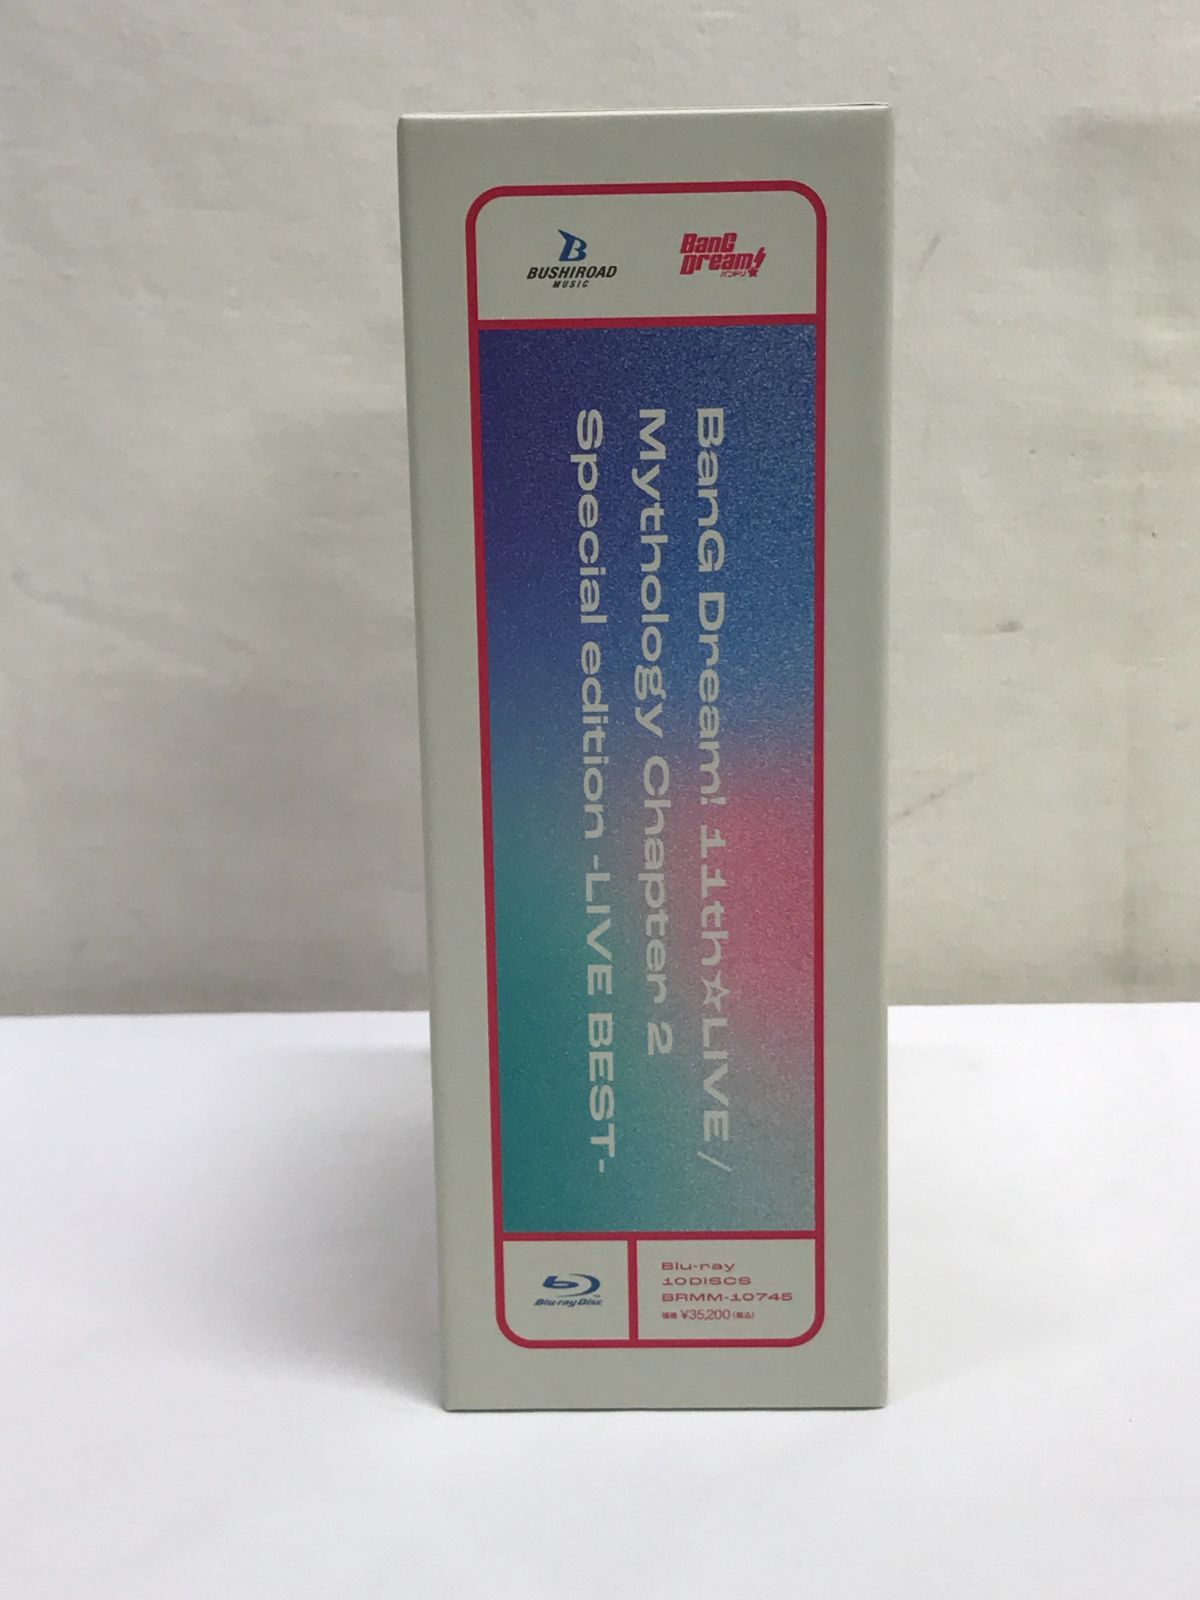 BUSHIROAD
MUSIC
BanG
Dream!
バンドリ
BanG Dream! 11th☆LIVE /
Mythology Chapter 2
Special edition -LIVE BEST-
Blu-ray Disc
Blu-ray
10DISCS
BRMM-10745
価格 ¥35,200(税込)